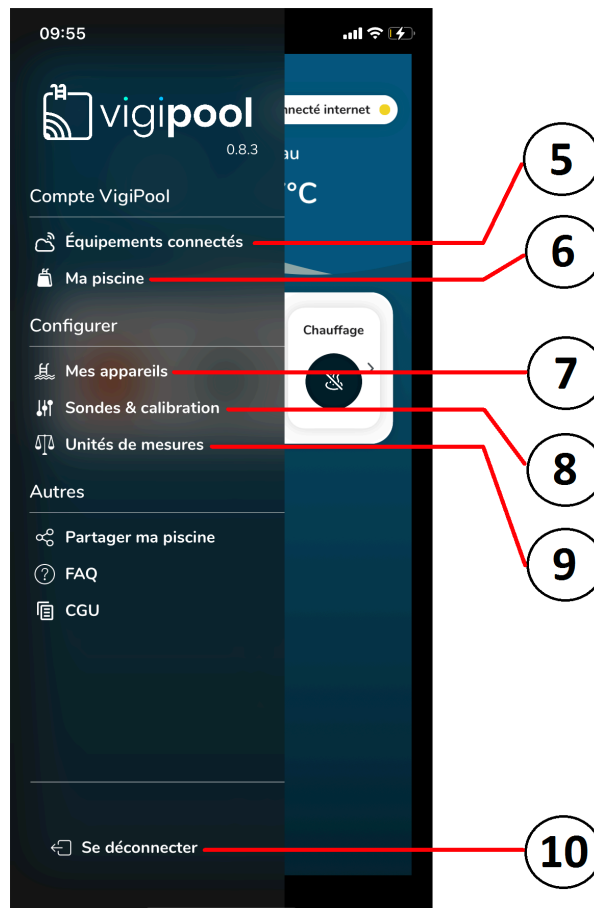 09:55
vigipool
0.8.3
nnecté internet
au
°C
Compte VigiPool
Équipements connectés
5
Ma piscine
6
Configurer
Chauffage
Mes appareils
7
Sondes & calibration
8
Unités de mesures
9
Autres
Partager ma piscine
FAQ
CGU
Se déconnecter
10